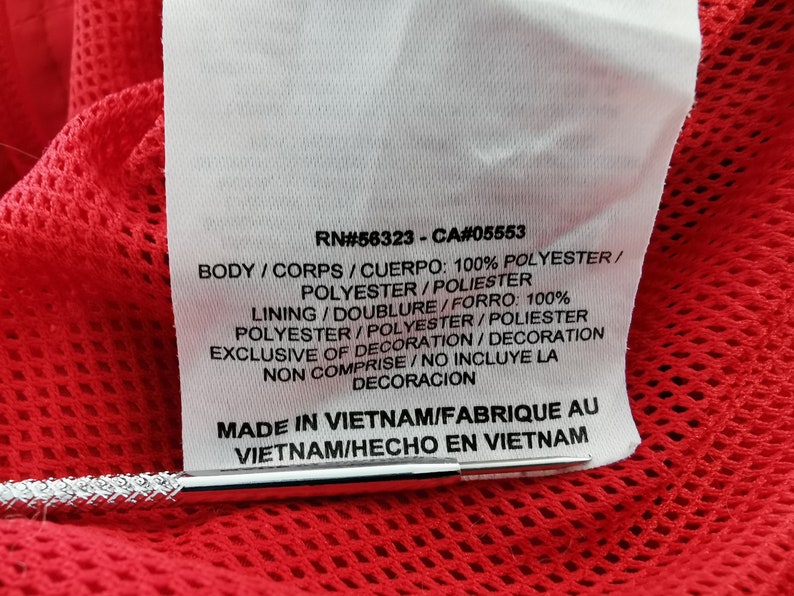 RN#56323 - CA#05553
BODY / CORPS / CUERPO: 100% POLYESTER /
POLYESTER / POLIESTER
LINING / DOUBLURE / FORRO: 100%
POLYESTER / POLYESTER / POLIESTER
EXCLUSIVE OF DECORATION / DECORATION
NON COMPRISE / NO INCLUYE LA
DECORACION
MADE IN VIETNAM/FABRIQUE AU
VIETNAM/HECHO EN VIETNAM